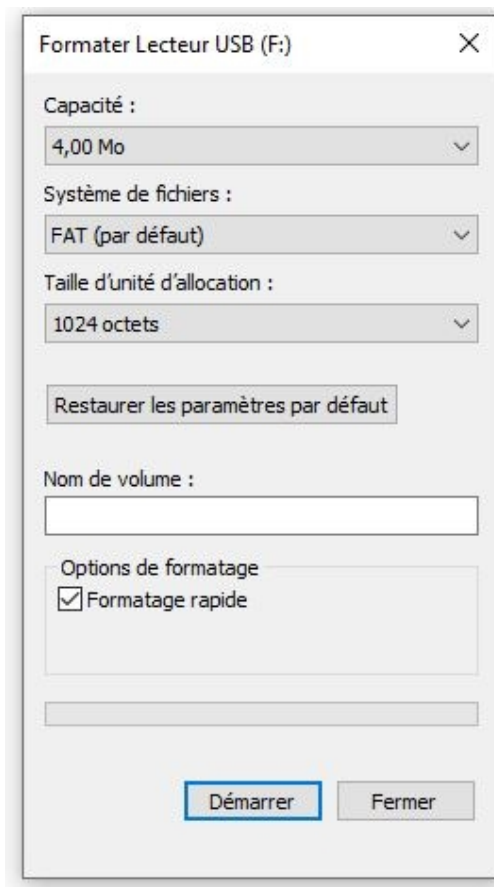 Formater Lecteur USB (F:)
Capacité :
4,00 Mo
Système de fichiers :
FAT (par défaut)
Taille d’unité d’allocation :
1024 octets
Restaurer les paramètres par défaut
Nom de volume :
Options de formatage
Formatage rapide
Démarrer Fermer